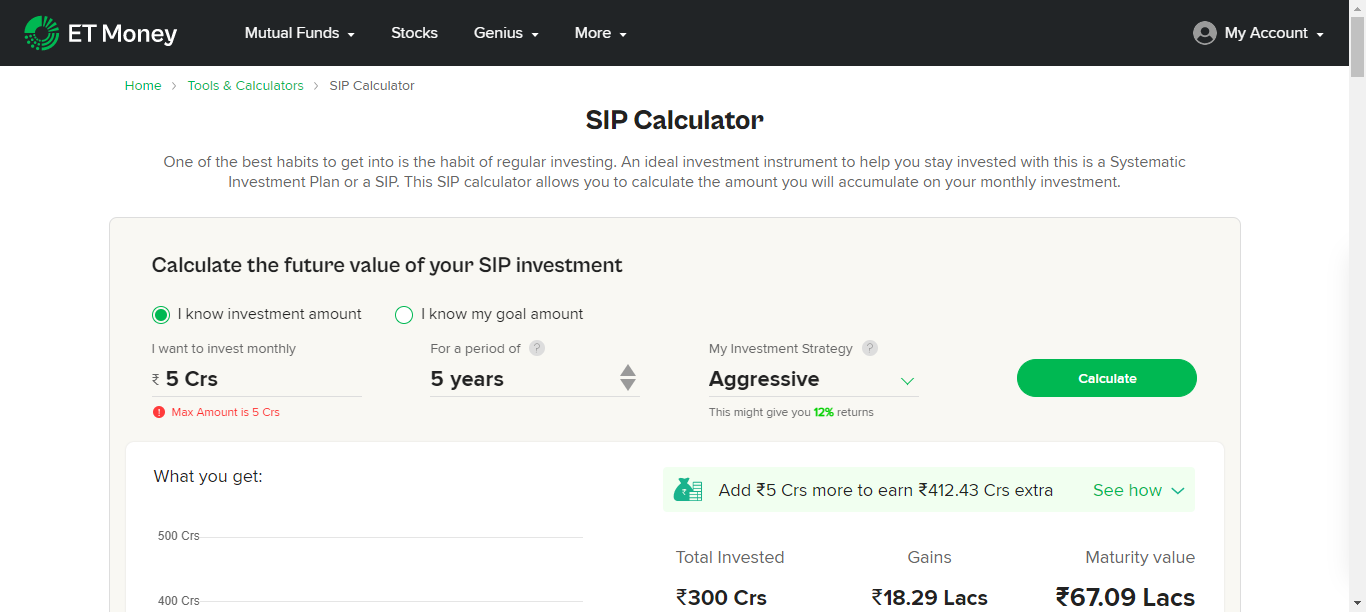 ET Money
Mutual Funds
Stocks
Genius
More
My Account
Home > Tools & Calculators > SIP Calculator
SIP Calculator
One of the best habits to get into is the habit of regular investing. An ideal investment instrument to help you stay invested with this is a Systematic
Investment Plan or a SIP. This SIP calculator allows you to calculate the amount you will accumulate on your monthly investment.
Calculate the future value of your SIP investment
I know investment amount
I know my goal amount
I want to invest monthly
₹ 5 Crs
! Max Amount is 5 Crs
For a period of ?
5 years
My Investment Strategy ?
Aggressive
This might give you 12% returns
Calculate
What you get:
500 Crs
400 Crs
Add ₹5 Crs more to earn ₹412.43 Crs extra
See how
Total Invested
₹300 Crs
Gains
₹18.29 Lacs
Maturity value
₹67.09 Lacs